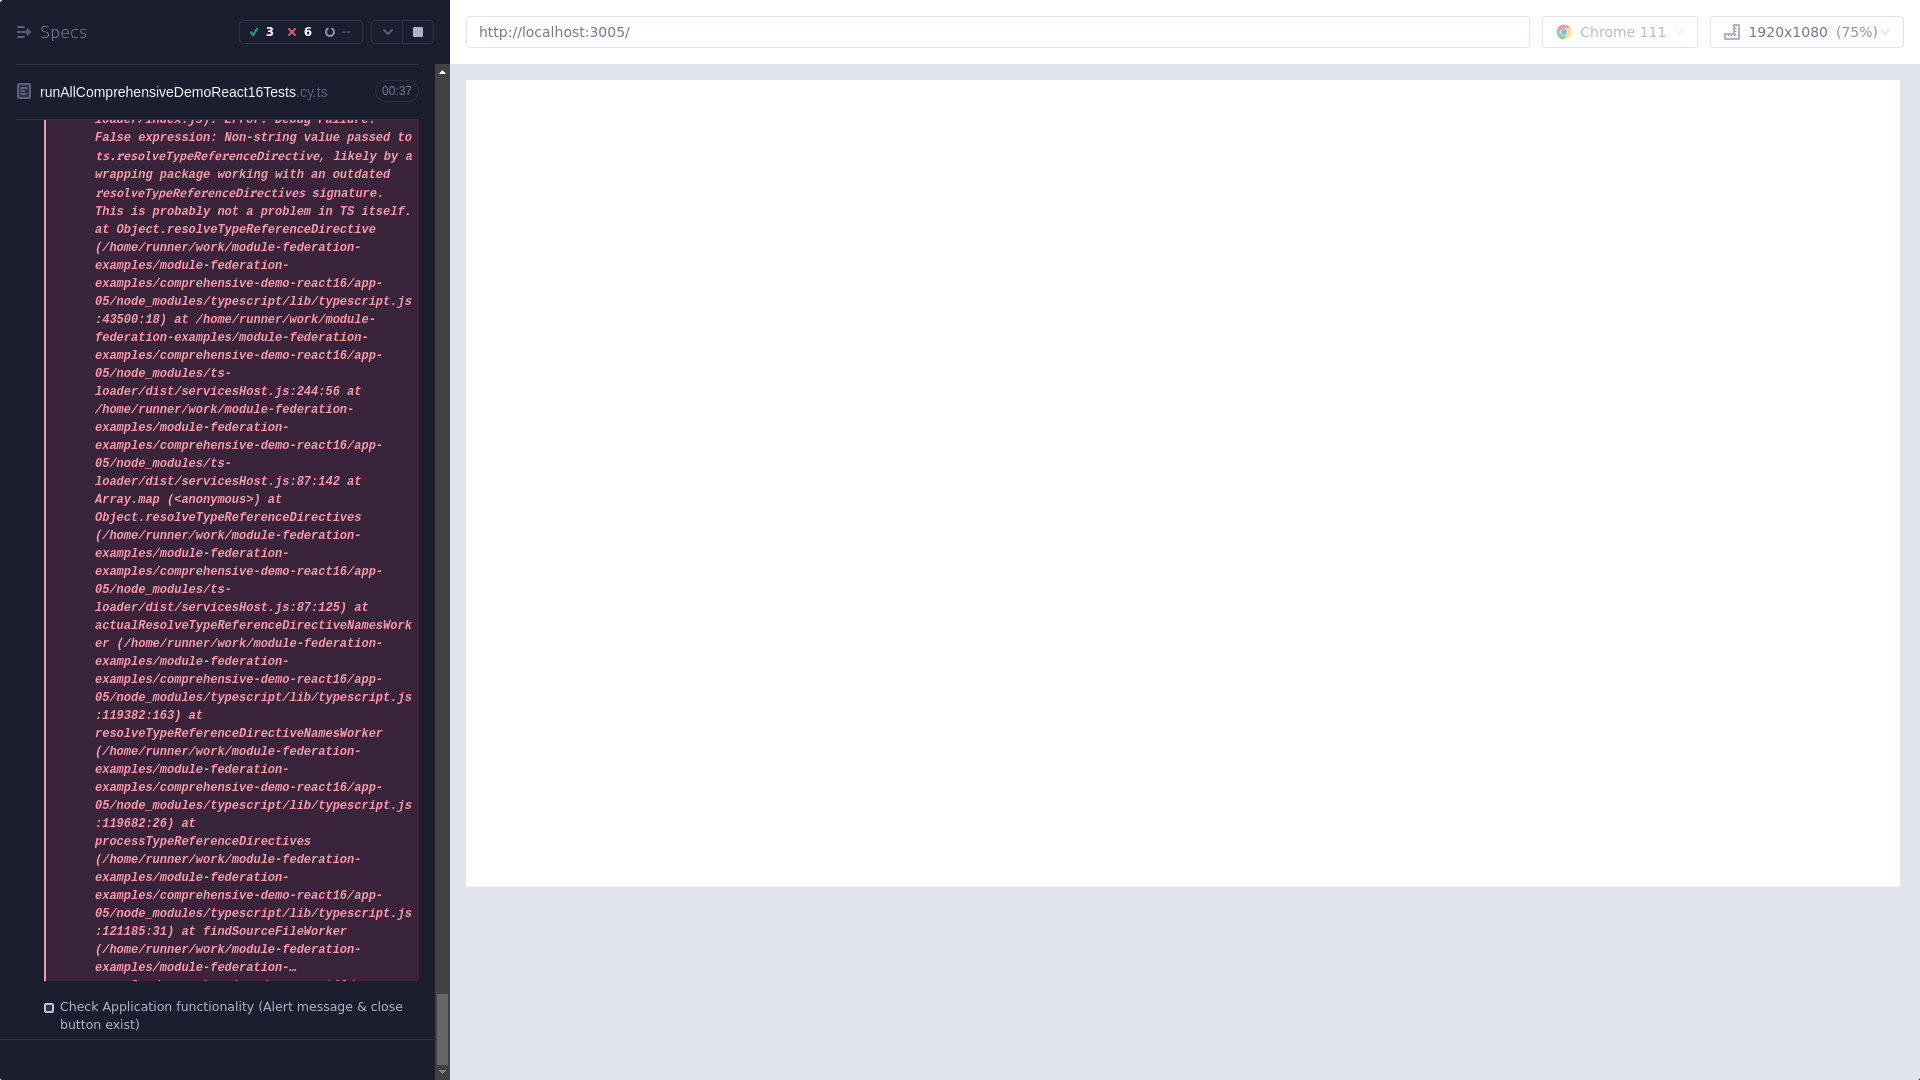 Specs
3
6
--
http://localhost:3005/
Chrome 111
1920x1080 (75%)
runAllComprehensiveDemoReact16Tests.cy.ts
00:37
loader/index.js): Error: Debug Failure.
False expression: Non-string value passed to
ts.resolveTypeReferenceDirective, likely by a
wrapping package working with an outdated
resolveTypeReferenceDirectives signature.
This is probably not a problem in TS itself.
at Object.resolveTypeReferenceDirective
(/home/runner/work/module-federation-
examples/module-federation-
examples/comprehensive-demo-react16/app-
05/node_modules/typescript/lib/typescript.js
:43500:18) at /home/runner/work/module-
federation-examples/module-federation-
examples/comprehensive-demo-react16/app-
05/node_modules/ts-
loader/dist/servicesHost.js:244:56 at
/home/runner/work/module-federation-
examples/module-federation-
examples/comprehensive-demo-react16/app-
05/node_modules/ts-
loader/dist/servicesHost.js:87:142 at
Array.map (<anonymous>) at
Object.resolveTypeReferenceDirectives
(/home/runner/work/module-federation-
examples/module-federation-
examples/comprehensive-demo-react16/app-
05/node_modules/ts-
loader/dist/servicesHost.js:87:125) at
actualResolveTypeReferenceDirectiveNamesWork
er (/home/runner/work/module-federation-
examples/module-federation-
examples/comprehensive-demo-react16/app-
05/node_modules/typescript/lib/typescript.js
:119382:163) at
resolveTypeReferenceDirectiveNamesWorker
(/home/runner/work/module-federation-
examples/module-federation-
examples/comprehensive-demo-react16/app-
05/node_modules/typescript/lib/typescript.js
:119682:26) at
processTypeReferenceDirectives
(/home/runner/work/module-federation-
examples/module-federation-
examples/comprehensive-demo-react16/app-
05/node_modules/typescript/lib/typescript.js
:121185:31) at findSourceFileWorker
(/home/runner/work/module-federation-
examples/module-federation-…
Check Application functionality (Alert message & close
button exist)